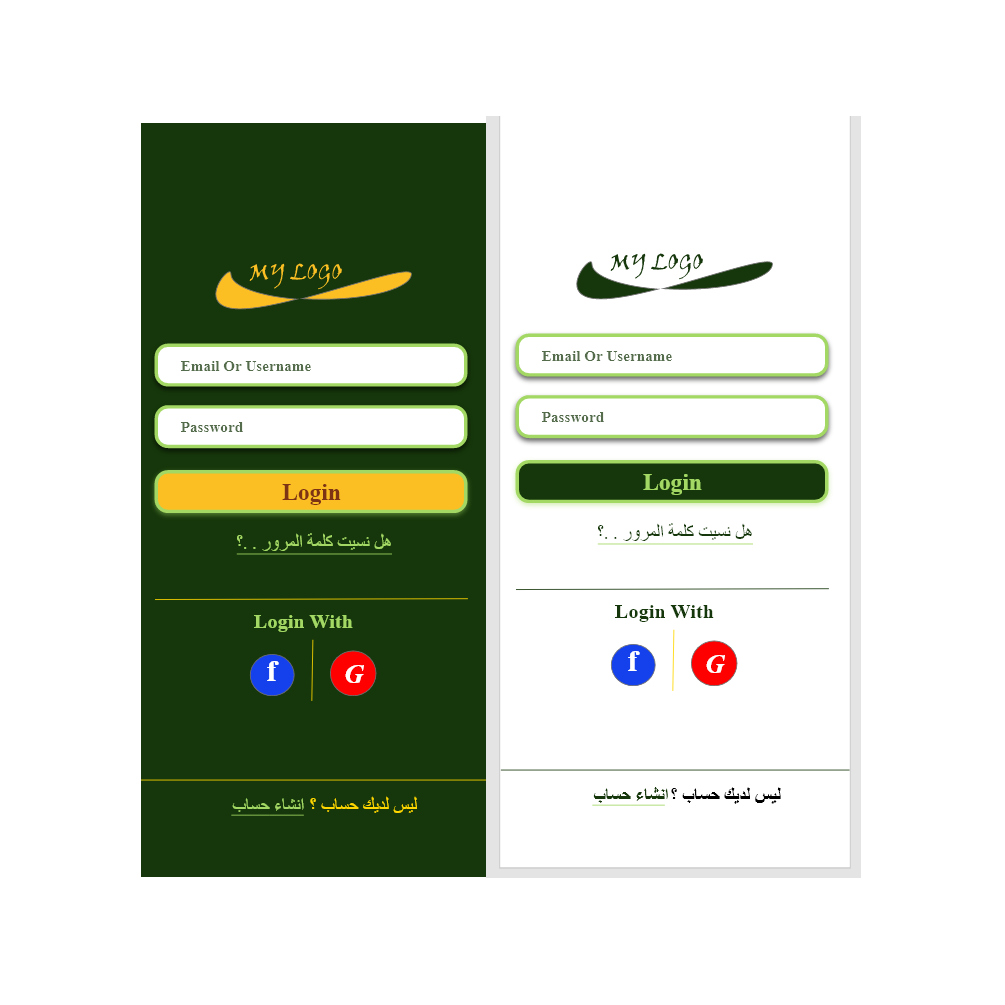 MY LOGO
Email Or Username
Password
Login
هل نسيت كلمة المرور . .؟
Login With
f G
ليس لديك حساب ؟ انشاء حساب
MY LOGO
Email Or Username
Password
Login
هل نسيت كلمة المرور . .؟
Login With
f G
ليس لديك حساب ؟ انشاء حساب